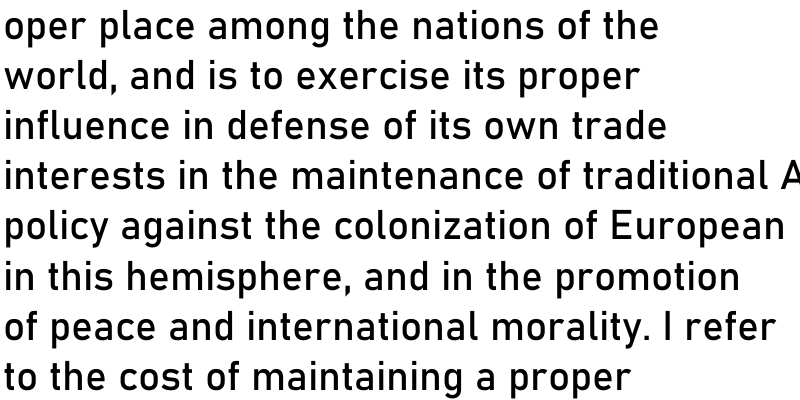 oper place among the nations of the
world, and is to exercise its proper
influence in defense of its own trade
interests in the maintenance of traditional A
policy against the colonization of European
in this hemisphere, and in the promotion
of peace and international morality. I refer
to the cost of maintaining a proper